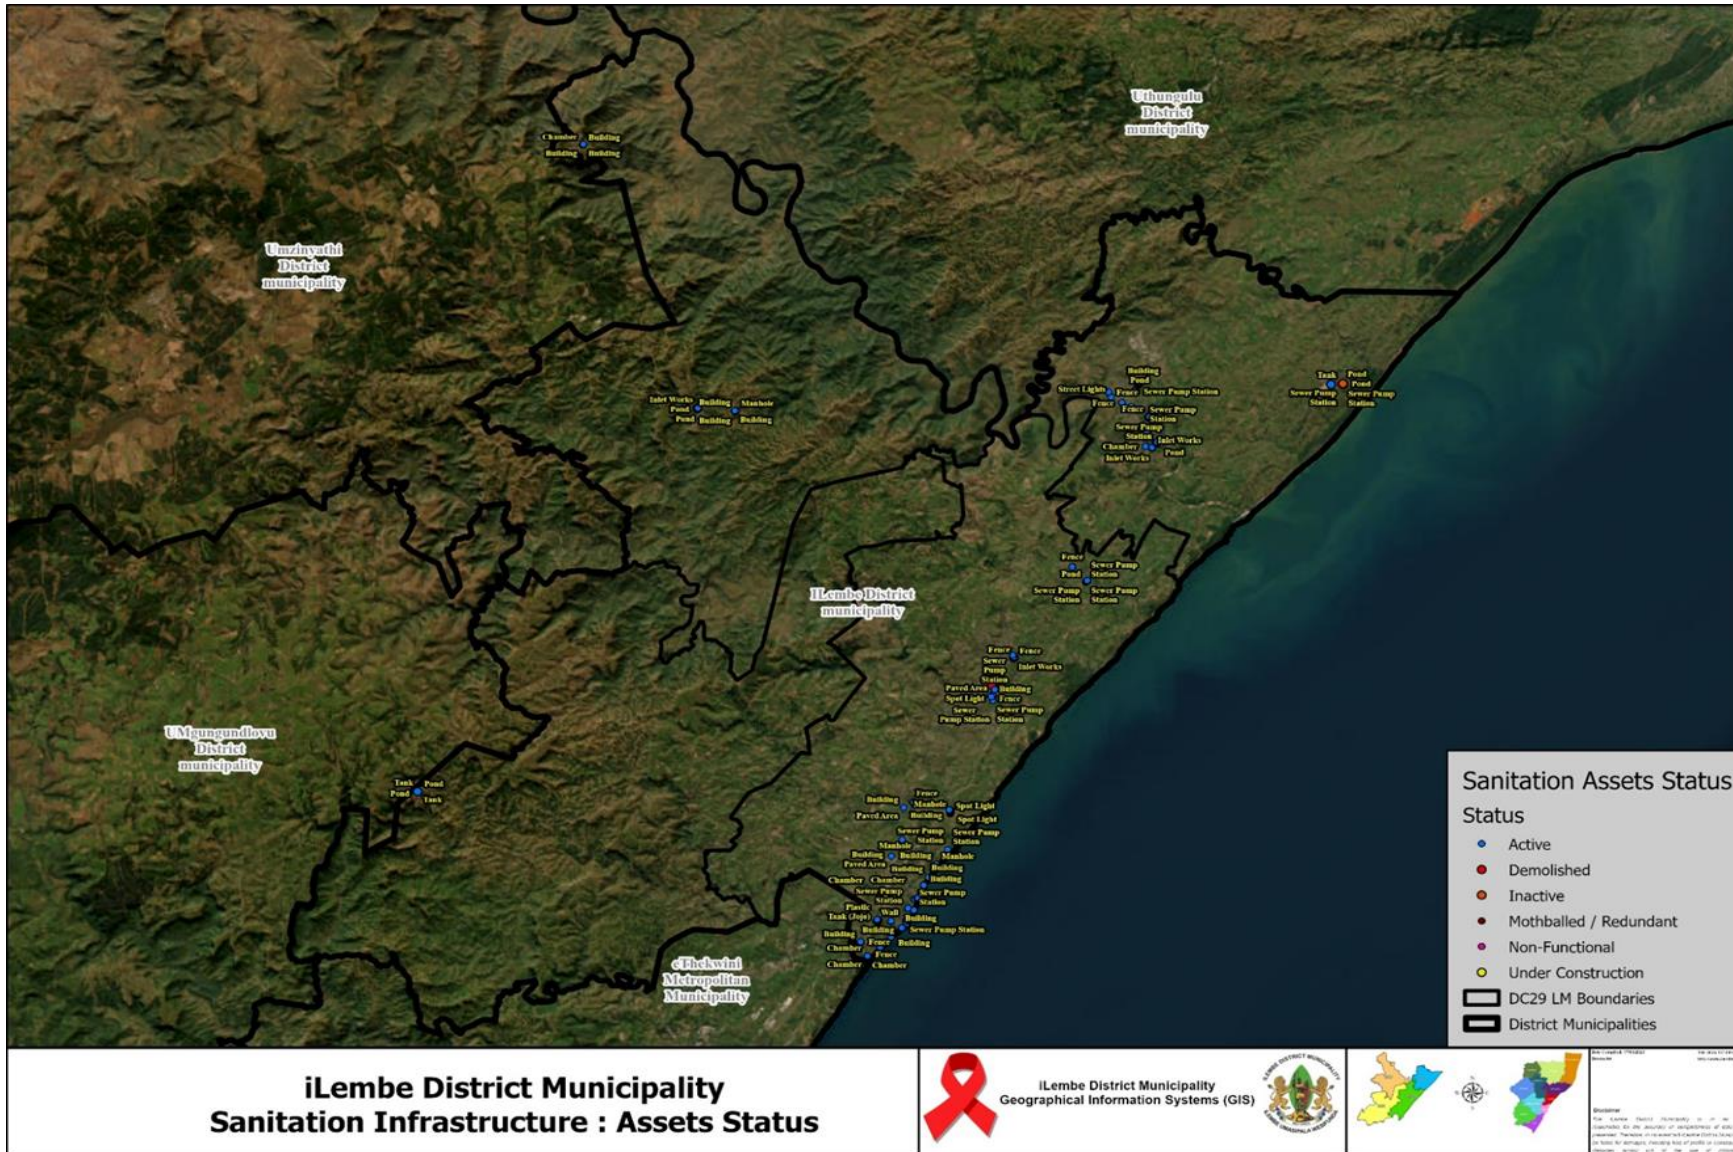 Uthungulu
District
municipality
Chamber Building
Building Building
Umzinyathi
District
municipality
Building
Pond
Street Lights Fence Sewer Pump Station
Fence Fence Sewer Pump
Station
Sewer Pump
Station Inlet Works
Chamber Pond
Inlet Works
Tank Pond
Pond
Sewer Pump Sewer Pump
Station Station
Inlet Works Building Manhole
Pond
Pond Building Building
Fence
Sewer Pump
Pond Station
Sewer Pump Sewer Pump
Station Station
ILembe District
municipality
Fence Fence
Sewer Inlet Works
Pump
Station
Paved Area Building
Spot Light Fence
Sewer Sewer Pump
Pump Station Station
UMgungundlovu
District
municipality
Tank Pond
Pond Tank
Fence
Building Manhole Spot Light
Paved Area Building Spot Light
Sewer Pump Sewer Pump
Station Station
Manhole
Building Building Manhole
Paved Area
Building Building
Chamber Chamber Building
Sewer Pump Sewer Pump
Station Station
Plastic
Tank (Jojo) Wall Building
Building Sewer Pump Station
Building Fence Building
Chamber Fence
Chamber Chamber
eThekwini
Metropolitan
Municipality
Sanitation Assets Status
Status
Active
Demolished
Inactive
Mothballed / Redundant
Non-Functional
Under Construction
DC29 LM Boundaries
District Municipalities
iLembe District Municipality
Sanitation Infrastructure : Assets Status
iLembe District Municipality
Geographical Information Systems (GIS)
ILEMBE DISTRICT MUNICIPALITY
N
Disclaimer